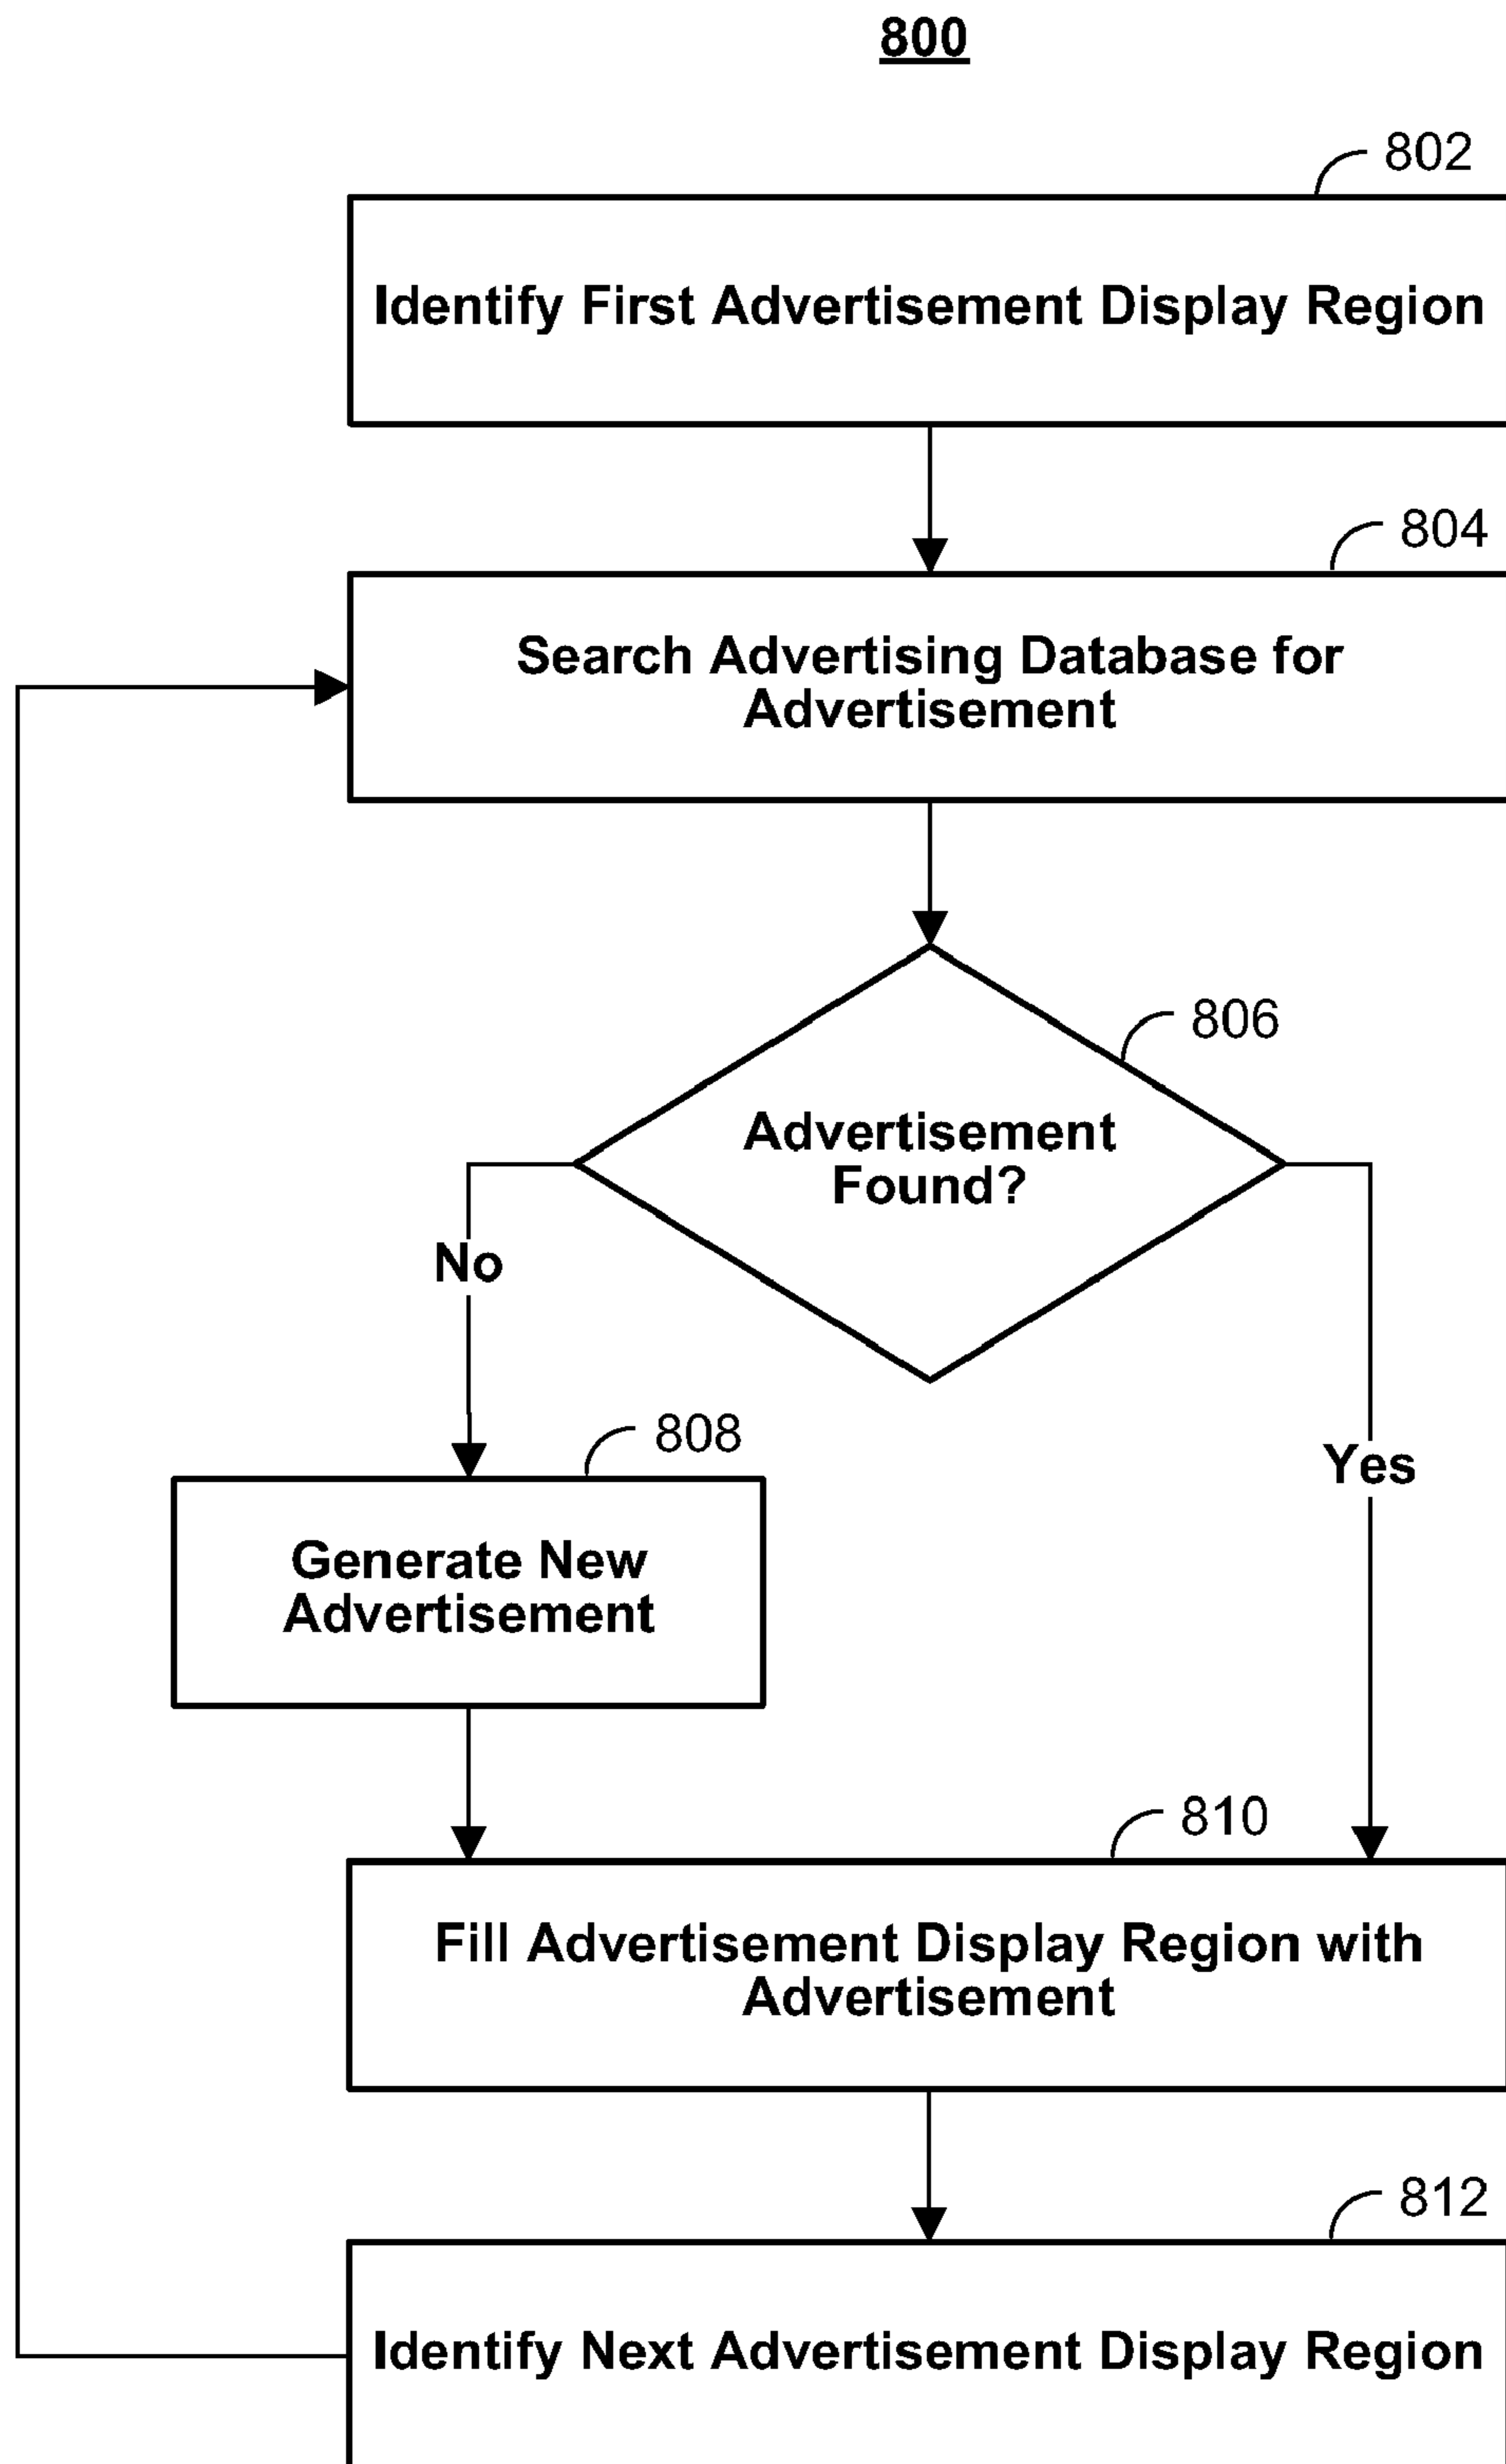 800
802
Identify First Advertisement Display Region
804
Search Advertising Database for
Advertisement
806
Advertisement
Found?
No
Yes
808
Generate New
Advertisement
810
Fill Advertisement Display Region with
Advertisement
812
Identify Next Advertisement Display Region